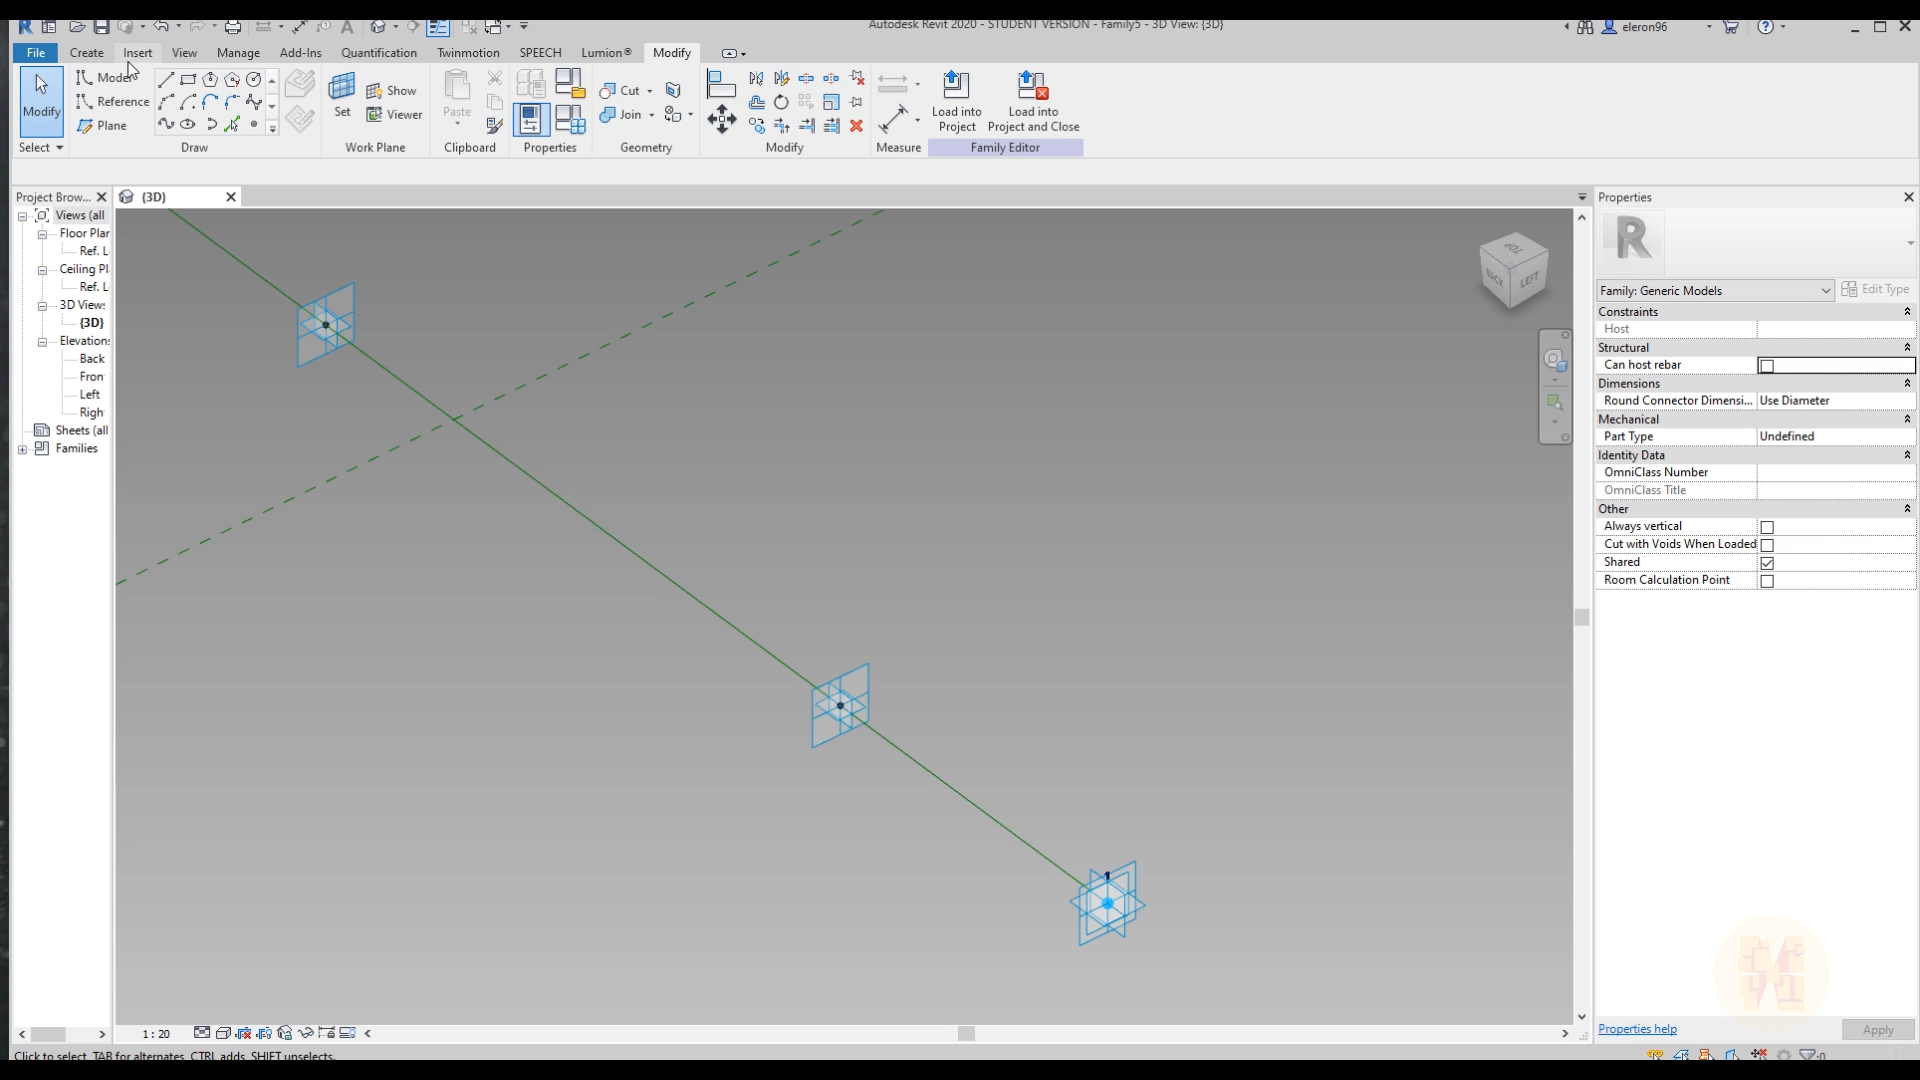 Autodesk Revit 2020 - STUDENT VERSION - Family5 - 3D View: {3D}
eleron96
File Create Insert View Manage Add-Ins Quantification Twinmotion SPEECH Lumion® Modify
Modify
Model
Reference
Plane
Set
Show
Viewer
Paste
Cut
Join
Load into Project
Load into Project and Close
Select Draw Work Plane Clipboard Properties Geometry Modify Measure Family Editor
Project Brow...
{3D}
Properties
Views (all
Floor Plar
Ref. L
Ceiling Pl
Ref. L
3D Views
{3D}
Elevations
Back
Fron
Left
Righ
Sheets (all
Families
TOP
BACK
LEFT
1
R
Family: Generic Models
Edit Type
Constraints
Host
Structural
Can host rebar
Dimensions
Round Connector Dimensi... Use Diameter
Mechanical
Part Type Undefined
Identity Data
OmniClass Number
OmniClass Title
Other
Always vertical
Cut with Voids When Loaded
Shared
Room Calculation Point
Properties help
Apply
1 : 20
Click to select, TAB for alternates, CTRL adds, SHIFT unselects.
:0